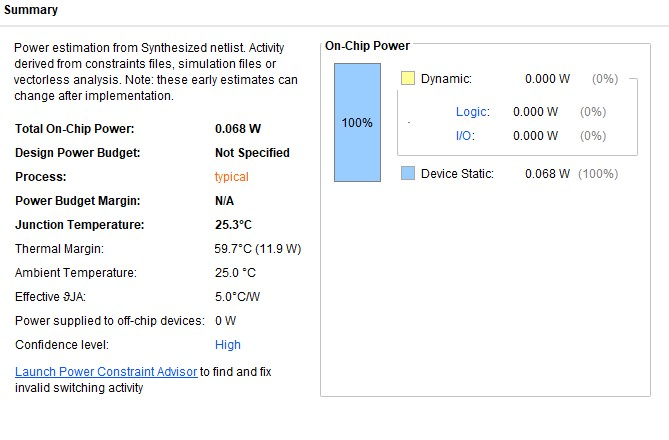 Summary
Power estimation from Synthesized netlist. Activity
derived from constraints files, simulation files or
vectorless analysis. Note: these early estimates can
change after implementation.
Total On-Chip Power: 0.068 W
Design Power Budget: Not Specified
Process: typical
Power Budget Margin: N/A
Junction Temperature: 25.3°C
Thermal Margin: 59.7°C (11.9 W)
Ambient Temperature: 25.0 °C
Effective ϑJA: 5.0°C/W
Power supplied to off-chip devices: 0 W
Confidence level: High
Launch Power Constraint Advisor to find and fix
invalid switching activity
On-Chip Power
100%
Dynamic: 0.000 W (0%)
Logic: 0.000 W (0%)
I/O: 0.000 W (0%)
Device Static: 0.068 W (100%)